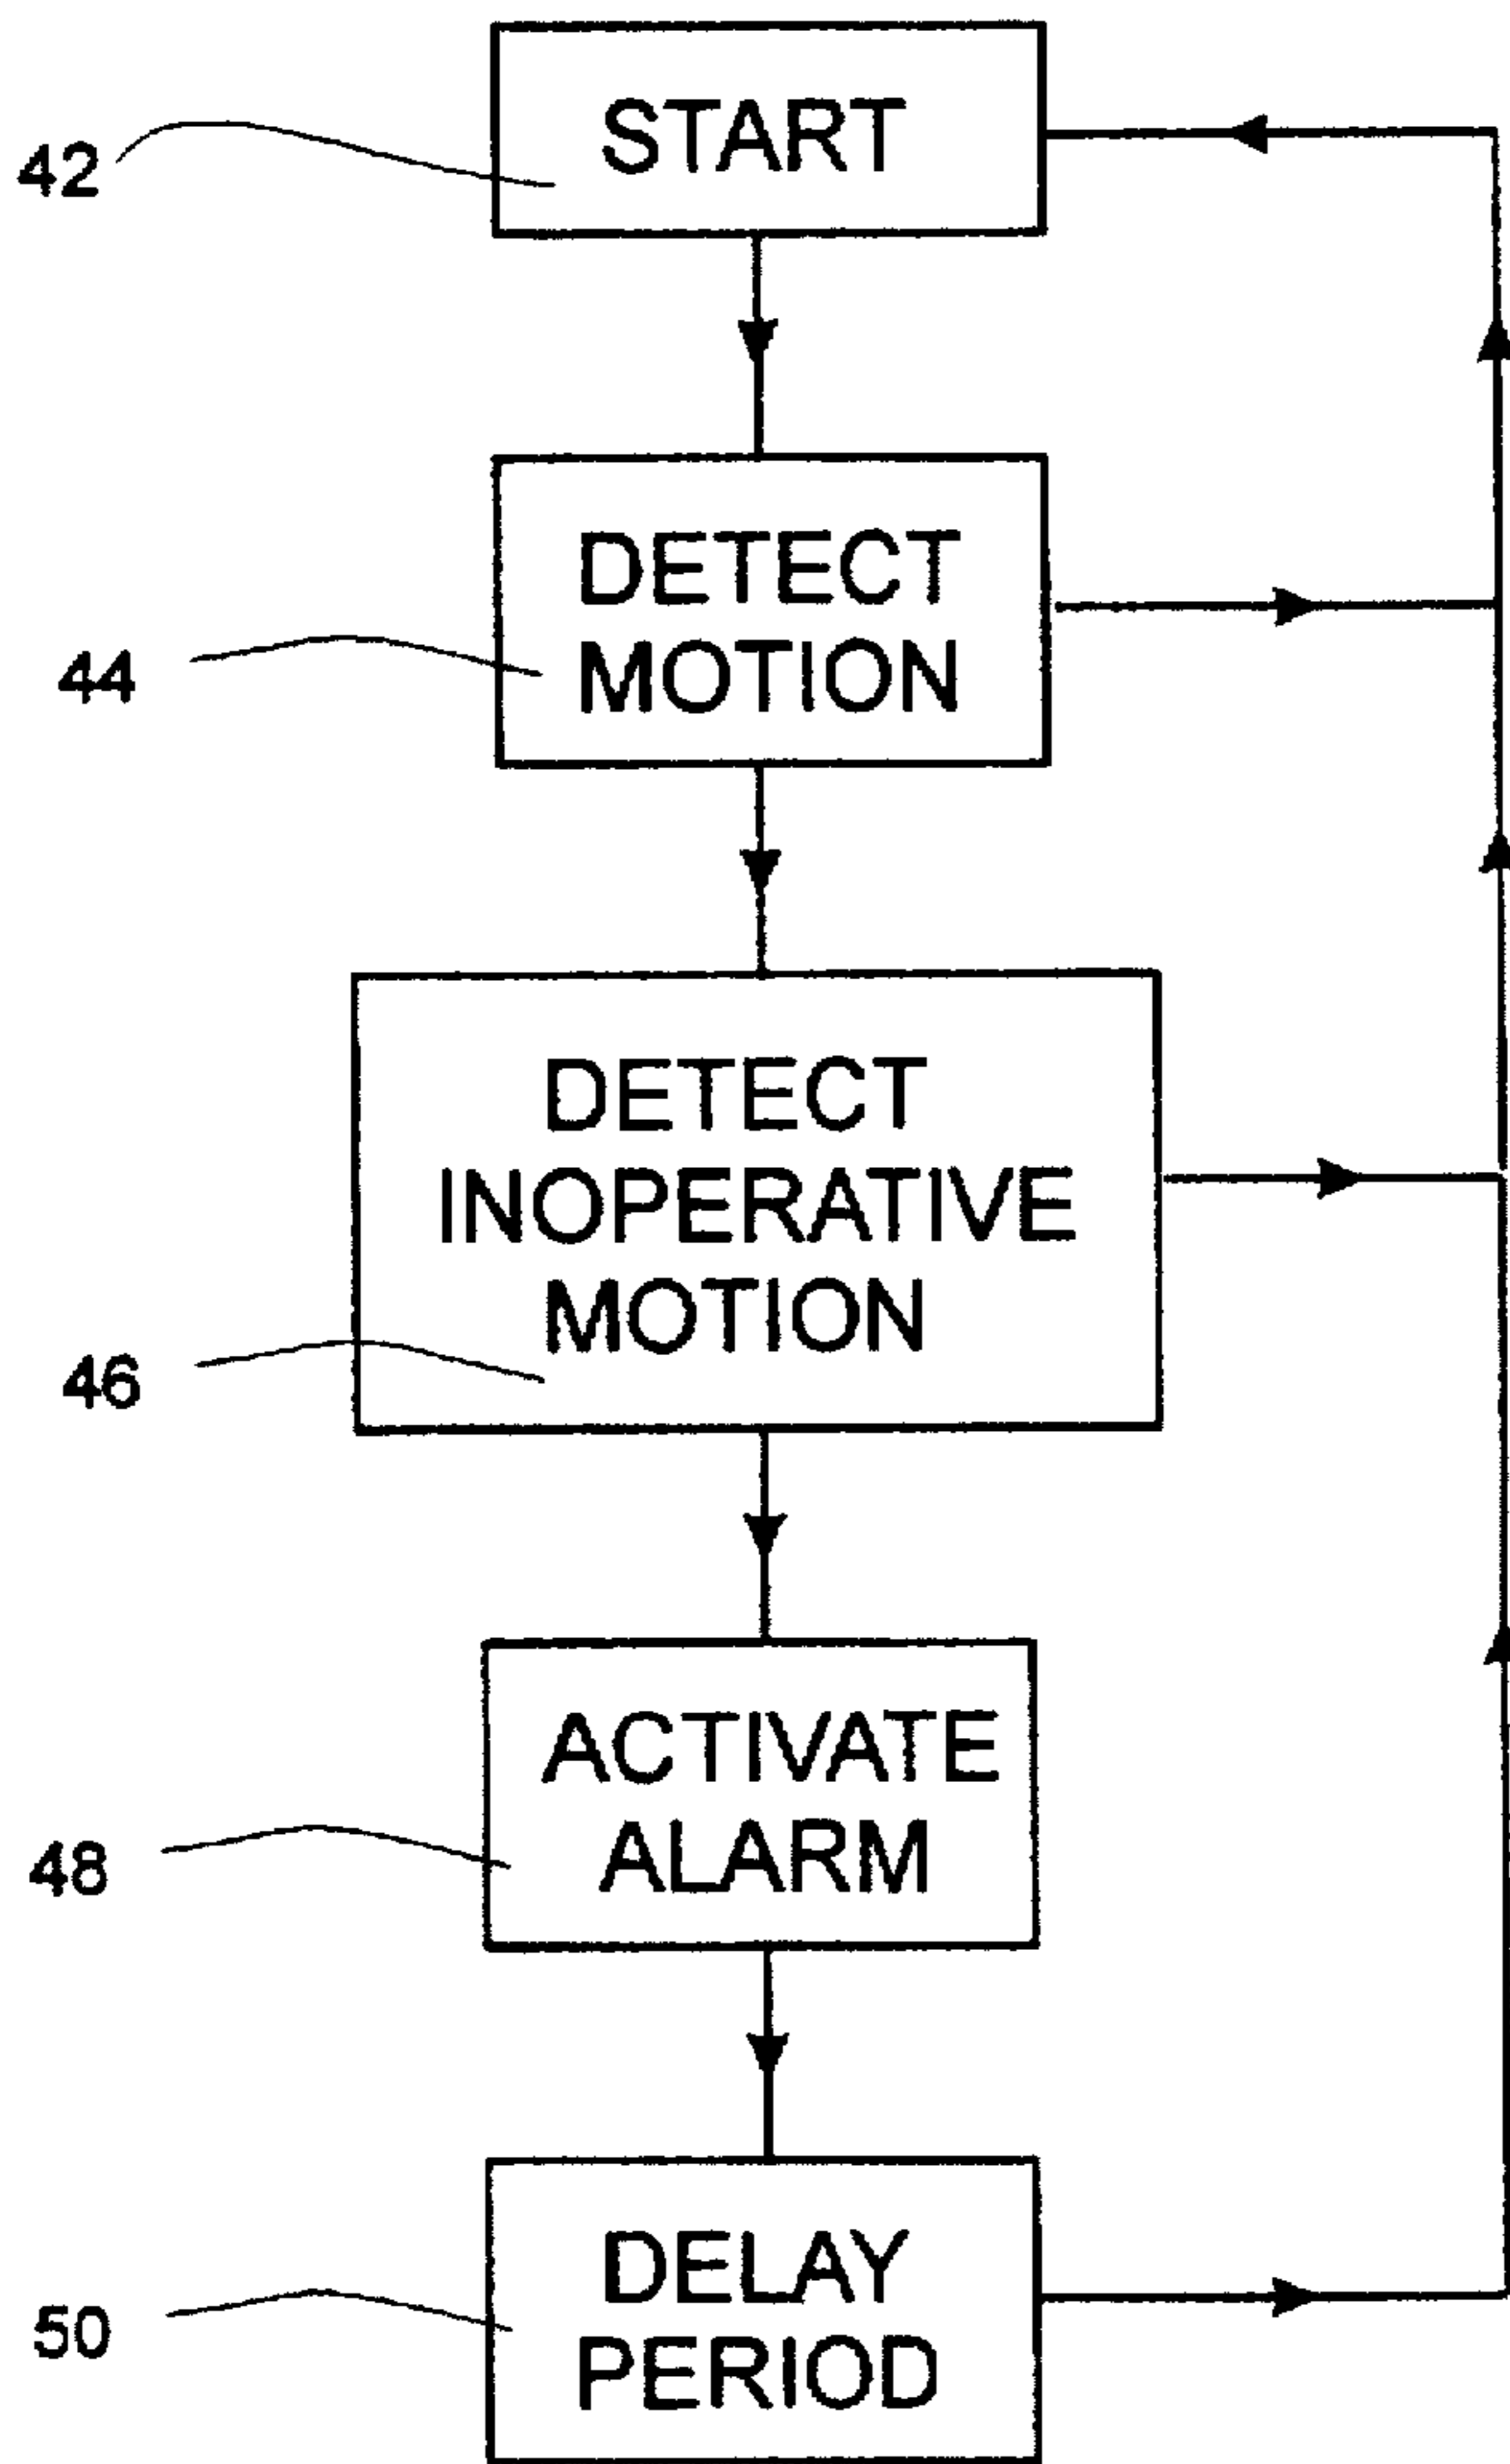 START
42
DETECT
MOTION
44
DETECT
INOPERATIVE
MOTION
46
ACTIVATE
ALARM
48
DELAY
PERIOD
50